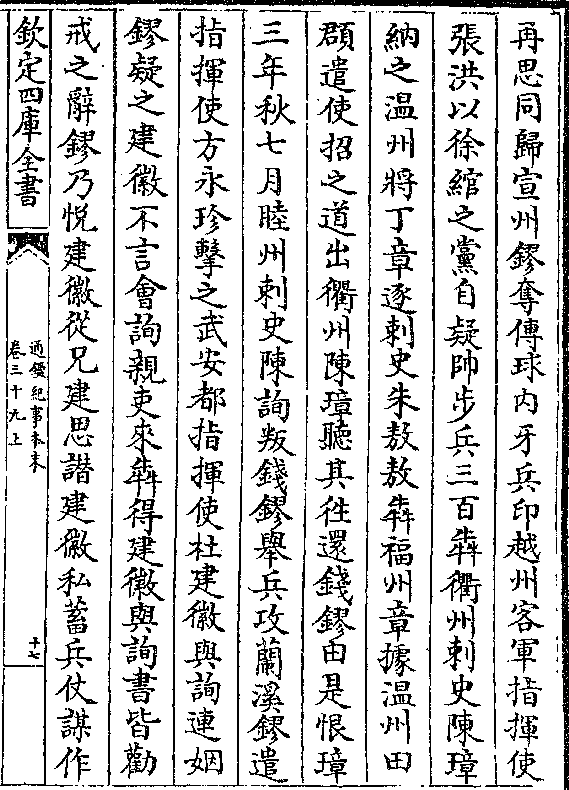 再思同歸宣州鏐奪傳球内牙兵印越州客軍指揮使
張洪以徐綰之黨自疑帥步兵三百犇衢州刺史陳璋
納之温州將丁章逐刺史朱敖敖犇福州章據温州田
頵遣使招之道出衢州陳璋聽其徃還錢鏐由是恨璋
三年秋七月睦州刺史陳詢叛錢鏐舉兵攻蘭溪鏐遣
指揮使方永珍擊之武安都指揮使杜建徽與詢連姻
鏐疑之建徽不言會詢親吏來犇得建徽與詢書皆勸
戒之辭鏐乃悦建徽從兄建思譖建徽私蓄兵仗謀作
欽定四庫全書
通鑑紀事本末
卷三十九上
十七